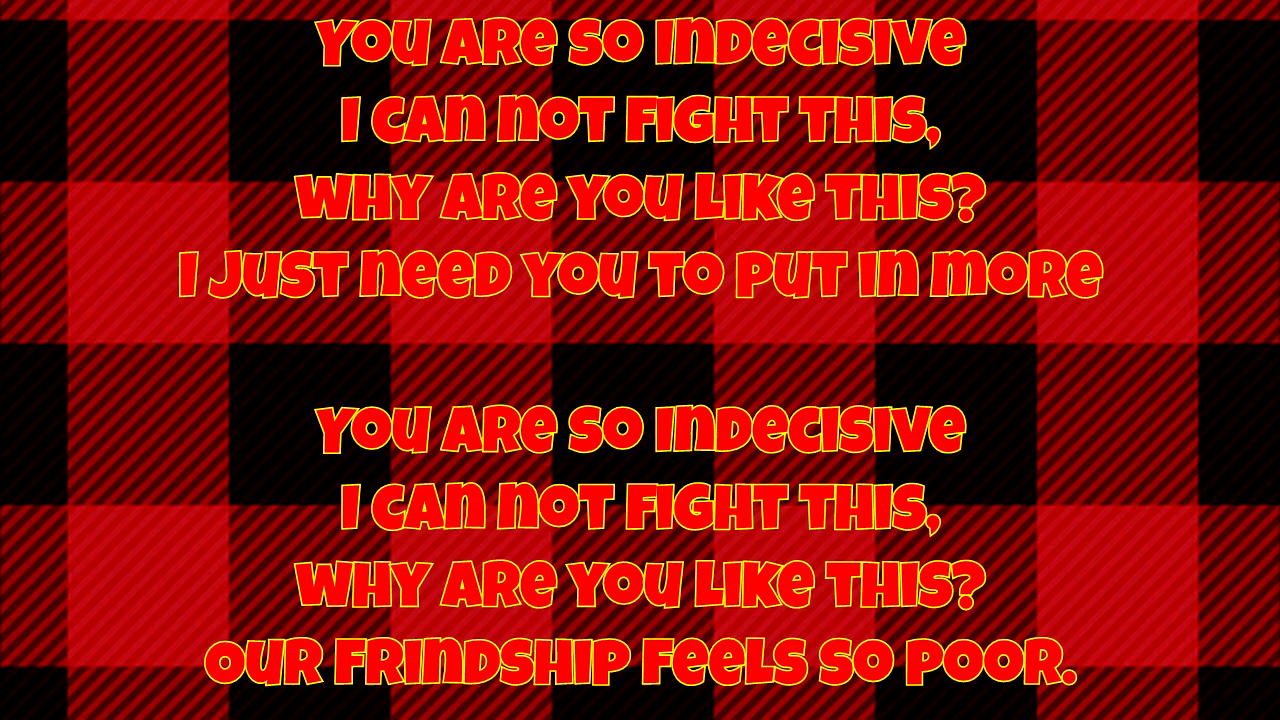 You are so indecisive
I can not fight this,
Why are you like this?
I just need you to put in more
You are so indecisive
I can not fight this,
Why are you like this?
Our frindship feels so poor.